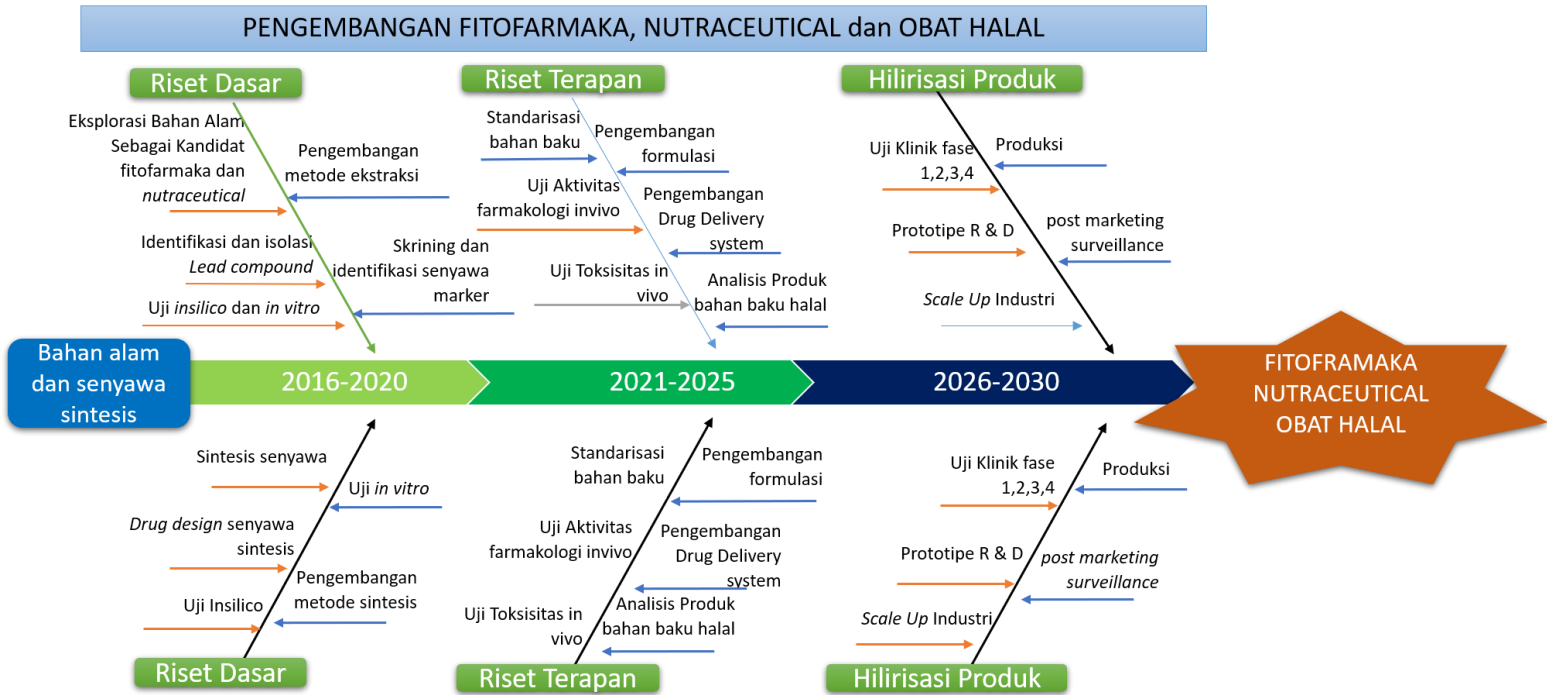 PENGEMBANGAN FITOFARMAKA, NUTRACEUTICAL dan OBAT HALAL
Riset Dasar
Eksplorasi Bahan Alam
Sebagai Kandidat
fitofarmaka dan
nutraceutical
Pengembangan
metode ekstraksi
Identifikasi dan isolasi
Lead compound
Skrining dan
identifikasi senyawa
marker
Uji insilico dan in vitro
Riset Terapan
Standarisasi
bahan baku
Pengembangan
formulasi
Uji Aktivitas
farmakologi invivo
Pengembangan
Drug Delivery
system
Uji Toksisitas in
vivo
Analisis Produk
bahan baku halal
Hilirisasi Produk
Uji Klinik fase
1,2,3,4
Produksi
Prototipe R & D
post marketing
surveillance
Scale Up Industri
Bahan alam
dan senyawa
sintesis
2016-2020
2021-2025
2026-2030
FITOFRAMAKA
NUTRACEUTICAL
OBAT HALAL
Sintesis senyawa
Uji in vitro
Drug design senyawa
sintesis
Pengembangan
metode sintesis
Uji Insilico
Riset Dasar
Standarisasi
bahan baku
Pengembangan
formulasi
Uji Aktivitas
farmakologi invivo
Pengembangan
Drug Delivery
system
Uji Toksisitas in
vivo
Analisis Produk
bahan baku halal
Riset Terapan
Uji Klinik fase
1,2,3,4
Produksi
Prototipe R & D
post marketing
surveillance
Scale Up Industri
Hilirisasi Produk